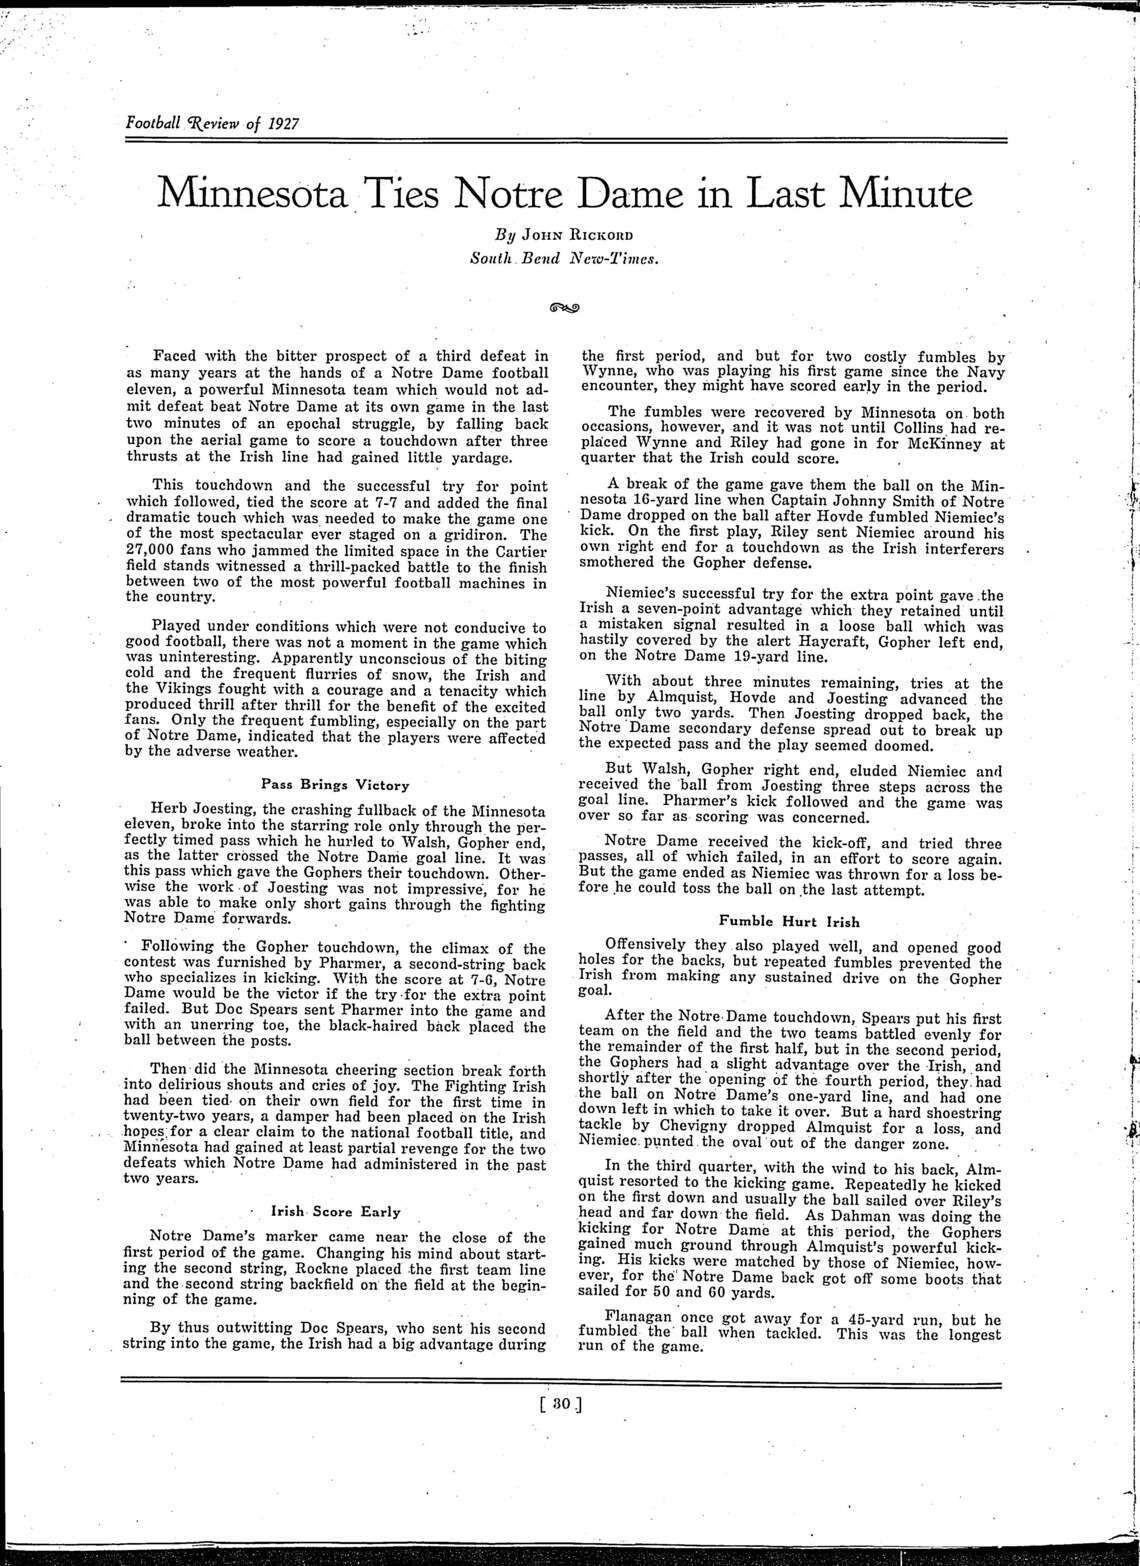 Football Review of 1927
Minnesota Ties Notre Dame in Last Minute
By John Rickord
South Bend New-Times.
Faced with the bitter prospect of a third defeat in
as many years at the hands of a Notre Dame football
eleven, a powerful Minnesota team which would not ad-
mit defeat beat Notre Dame at its own game in the last
two minutes of an epochal struggle, by falling back
upon the aerial game to score a touchdown after three
thrusts at the Irish line had gained little yardage.
This touchdown and the successful try for point
which followed, tied the score at 7-7 and added the final
dramatic touch which was needed to make the game one
of the most spectacular ever staged on a gridiron. The
27,000 fans who jammed the limited space in the Cartier
field stands witnessed a thrill-packed battle to the finish
between two of the most powerful football machines in
the country.
Played under conditions which were not conducive to
good football, there was not a moment in the game which
was uninteresting. Apparently unconscious of the biting
cold and the frequent flurries of snow, the Irish and
the Vikings fought with a courage and a tenacity which
produced thrill after thrill for the benefit of the excited
fans. Only the frequent fumbling, especially on the part
of Notre Dame, indicated that the players were affected
by the adverse weather.
Pass Brings Victory
Herb Joesting, the crashing fullback of the Minnesota
eleven, broke into the starring role only through the per-
fectly timed pass which he hurled to Walsh, Gopher end,
as the latter crossed the Notre Dame goal line. It was
this pass which gave the Gophers their touchdown. Other-
wise the work of Joesting was not impressive, for he
was able to make only short gains through the fighting
Notre Dame forwards.
Following the Gopher touchdown, the climax of the
contest was furnished by Pharmer, a second-string back
who specializes in kicking. With the score at 7-6, Notre
Dame would be the victor if the try for the extra point
failed. But Doc Spears sent Pharmer into the game and
with an unerring toe, the black-haired back placed the
ball between the posts.
Then did the Minnesota cheering section break forth
into delirious shouts and cries of joy. The Fighting Irish
had been tied on their own field for the first time in
twenty-two years, a damper had been placed on the Irish
hopes for a clear claim to the national football title, and
Minnesota had gained at least partial revenge for the two
defeats which Notre Dame had administered in the past
two years.
Irish Score Early
Notre Dame's marker came near the close of the
first period of the game. Changing his mind about start-
ing the second string, Rockne placed the first team line
and the second string backfield on the field at the begin-
ning of the game.
By thus outwitting Doc Spears, who sent his second
string into the game, the Irish had a big advantage during
the first period, and but for two costly fumbles by
Wynne, who was playing his first game since the Navy
encounter, they might have scored early in the period.
The fumbles were recovered by Minnesota on both
occasions, however, and it was not until Collins had re-
placed Wynne and Riley had gone in for McKinney at
quarter that the Irish could score.
A break of the game gave them the ball on the Min-
nesota 16-yard line when Captain Johnny Smith of Notre
Dame dropped on the ball after Hovde fumbled Niemiec's
kick. On the first play, Riley sent Niemiec around his
own right end for a touchdown as the Irish interferers
smothered the Gopher defense.
Niemiec's successful try for the extra point gave the
Irish a seven-point advantage which they retained until
a mistaken signal resulted in a loose ball which was
hastily covered by the alert Haycraft, Gopher left end,
on the Notre Dame 19-yard line.
With about three minutes remaining, tries at the
line by Almquist, Hovde and Joesting advanced the
ball only two yards. Then Joesting dropped back, the
Notre Dame secondary defense spread out to break up
the expected pass and the play seemed doomed.
But Walsh, Gopher right end, eluded Niemiec and
received the ball from Joesting three steps across the
goal line. Pharmer's kick followed and the game was
over so far as scoring was concerned.
Notre Dame received the kick-off, and tried three
passes, all of which failed, in an effort to score again.
But the game ended as Niemiec was thrown for a loss be-
fore he could toss the ball on the last attempt.
Fumble Hurt Irish
Offensively they also played well, and opened good
holes for the backs, but repeated fumbles prevented the
Irish from making any sustained drive on the Gopher
goal.
After the Notre Dame touchdown, Spears put his first
team on the field and the two teams battled evenly for
the remainder of the first half, but in the second period,
the Gophers had a slight advantage over the Irish, and
shortly after the opening of the fourth period, they had
the ball on Notre Dame's one-yard line, and had one
down left in which to take it over. But a hard shoestring
tackle by Chevigny dropped Almquist for a loss, and
Niemiec punted the oval out of the danger zone.
In the third quarter, with the wind to his back, Alm-
quist resorted to the kicking game. Repeatedly he kicked
on the first down and usually the ball sailed over Riley's
head and far down the field. As Dahman was doing the
kicking for Notre Dame at this period, the Gophers
gained much ground through Almquist's powerful kick-
ing. His kicks were matched by those of Niemiec, how-
ever, for the Notre Dame back got off some boots that
sailed for 50 and 60 yards.
Flanagan once got away for a 45-yard run, but he
fumbled the ball when tackled. This was the longest
run of the game.
[ 30 ]